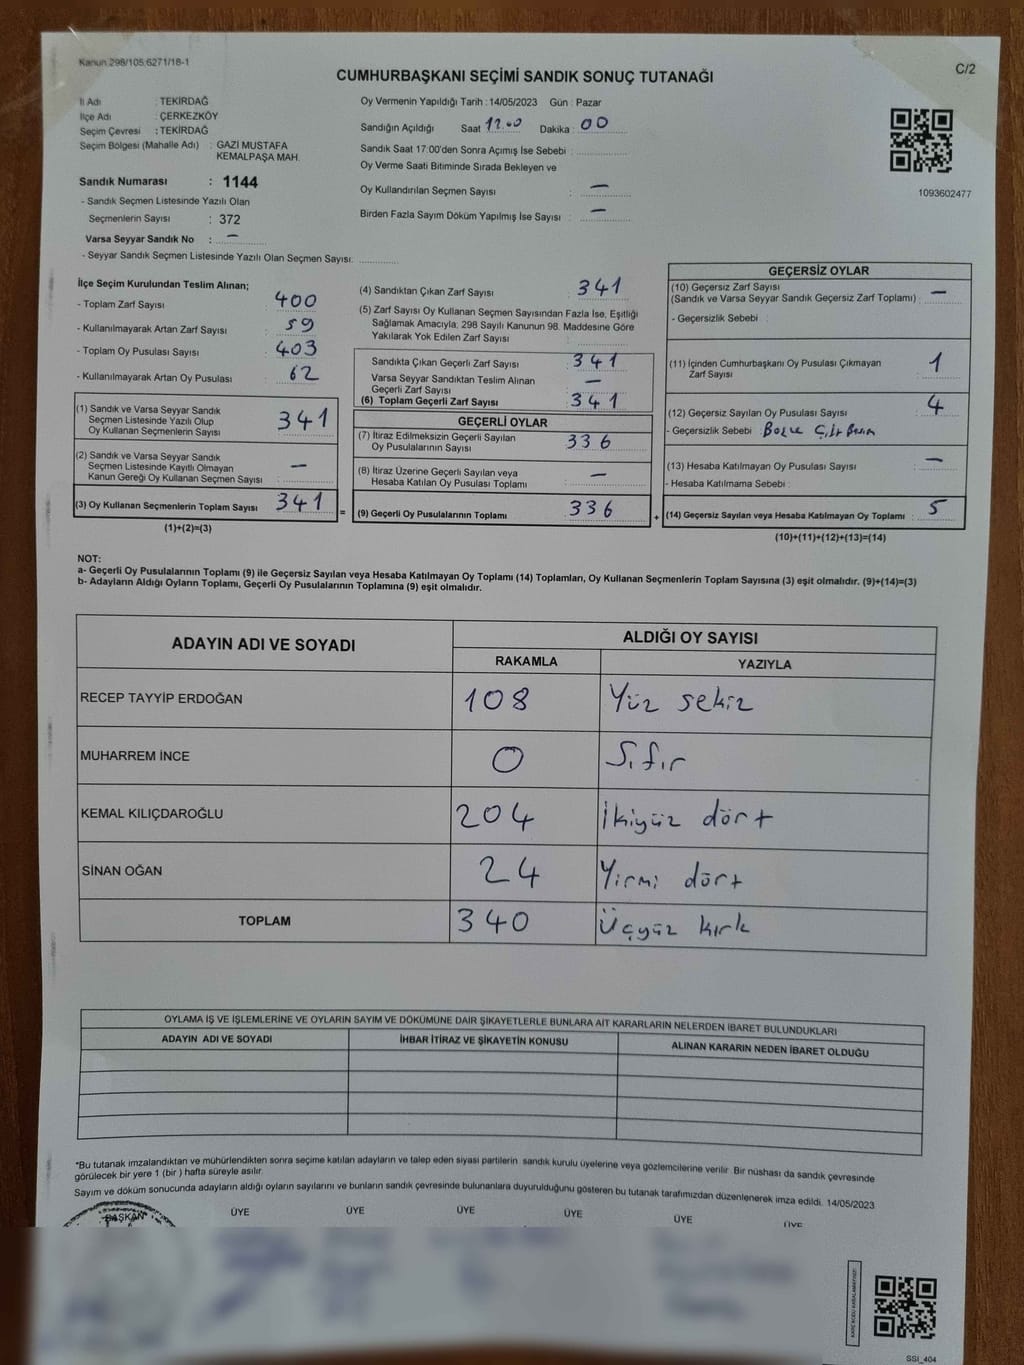 Kanun 298/105;6271/18-1
C/2
CUMHURBAŞKANI SEÇİMİ SANDIK SONUÇ TUTANAĞI
İl Adı : TEKİRDAĞ
İlçe Adı : ÇERKEZKÖY
Seçim Çevresi : TEKİRDAĞ
Seçim Bölgesi (Mahalle Adı) : GAZİ MUSTAFA
KEMALPAŞA MAH.
Sandık Numarası : 1144
- Sandık Seçmen Listesinde Yazılı Olan
Seçmenlerin Sayısı : 372
Varsa Seyyar Sandık No : —
- Seyyar Sandık Seçmen Listesinde Yazılı Olan Seçmen Sayısı:
Oy Vermenin Yapıldığı Tarih : 14/05/2023 Gün : Pazar
Sandığın Açıldığı Saat 17.00 Dakika : 00
Sandık Saat 17:00'den Sonra Açımış İse Sebebi :
Oy Verme Saati Bitiminde Sırada Bekleyen ve
Oy Kullandırılan Seçmen Sayısı : —
Birden Fazla Sayım Döküm Yapılmış İse Sayısı : —
1093602477
İlçe Seçim Kurulundan Teslim Alınan;
- Toplam Zarf Sayısı : 400
- Kullanılmayarak Artan Zarf Sayısı : 59
- Toplam Oy Pusulası Sayısı : 403
- Kullanılmayarak Artan Oy Pusulası : 62
(1) Sandık ve Varsa Seyyar Sandık
Seçmen Listesinde Yazılı Olup
Oy Kullanan Seçmenlerin Sayısı : 341
(2) Sandık ve Varsa Seyyar Sandık
Seçmen Listesinde Kayıtlı Olmayan
Kanun Gereği Oy Kullanan Seçmen Sayısı : —
(3) Oy Kullanan Seçmenlerin Toplam Sayısı : 341
(1)+(2)=(3)
=
(4) Sandıktan Çıkan Zarf Sayısı : 341
(5) Zarf Sayısı Oy Kullanan Seçmen Sayısından Fazla İse, Eşitliği
Sağlamak Amacıyla; 298 Sayılı Kanunun 98. Maddesine Göre
Yakılarak Yok Edilen Zarf Sayısı :
Sandıkta Çıkan Geçerli Zarf Sayısı : 341
Varsa Seyyar Sandıktan Teslim Alınan
Geçerli Zarf Sayısı : —
(6) Toplam Geçerli Zarf Sayısı : 341
GEÇERLİ OYLAR
(7) İtiraz Edilmeksizin Geçerli Sayılan
Oy Pusulalarının Sayısı : 336
(8) İtiraz Üzerine Geçerli Sayılan veya
Hesaba Katılan Oy Pusulası Toplamı : —
(9) Geçerli Oy Pusulalarının Toplamı : 336
+
GEÇERSİZ OYLAR
(10) Geçersiz Zarf Sayısı
(Sandık ve Varsa Seyyar Sandık Geçersiz Zarf Toplamı) : —
- Geçersizlik Sebebi :
(11) İçinden Cumhurbaşkanı Oy Pusulası Çıkmayan
Zarf Sayısı : 1
(12) Geçersiz Sayılan Oy Pusulası Sayısı : 4
- Geçersizlik Sebebi :
(13) Hesaba Katılmayan Oy Pusulası Sayısı : —
- Hesaba Katılmama Sebebi :
(14) Geçersiz Sayılan veya Hesaba Katılmayan Oy Toplamı : 5
(10)+(11)+(12)+(13)=(14)
NOT:
a- Geçerli Oy Pusulalarının Toplamı (9) ile Geçersiz Sayılan veya Hesaba Katılmayan Oy Toplamı (14) Toplamları, Oy Kullanan Seçmenlerin Toplam Sayısına (3) eşit olmalıdır. (9)+(14)=(3)
b- Adayların Aldığı Oyların Toplamı, Geçerli Oy Pusulalarının Toplamına (9) eşit olmalıdır.
ADAYIN ADI VE SOYADI ALDIĞI OY SAYISI
RAKAMLA YAZIYLA
RECEP TAYYİP ERDOĞAN 108 Yüz sekiz
MUHARREM İNCE 0 Sıfır
KEMAL KILIÇDAROĞLU 204 İkiyüz dört
SİNAN OĞAN 24 Yirmi dört
TOPLAM 340 Üçyüz kırk
OYLAMA İŞ VE İŞLEMLERİNE VE OYLARIN SAYIM VE DÖKÜMÜNE DAİR ŞİKAYETLERLE BUNLARA AİT KARARLARIN NELERDEN İBARET BULUNDUKLARI
ADAYIN ADI VE SOYADI İHBAR İTİRAZ VE ŞİKAYETİN KONUSU ALINAN KARARIN NEDEN İBARET OLDUĞU
*Bu tutanak imzalandıktan ve mühürlendikten sonra seçime katılan adayların ve talep eden siyasi partilerin sandık kurulu üyelerine veya gözlemcilerine verilir. Bir nüshası da sandık çevresinde
görülecek bir yere 1 (bir) hafta süreyle asılır.
Sayım ve döküm sonucunda adayların aldığı oyların sayılarını ve bunların sandık çevresinde bulunanlara duyurulduğunu gösteren bu tutanak tarafımızdan düzenlenerek imza edildi. 14/05/2023
BAŞKAN ÜYE ÜYE ÜYE ÜYE ÜYE ÜYE
SSI_404